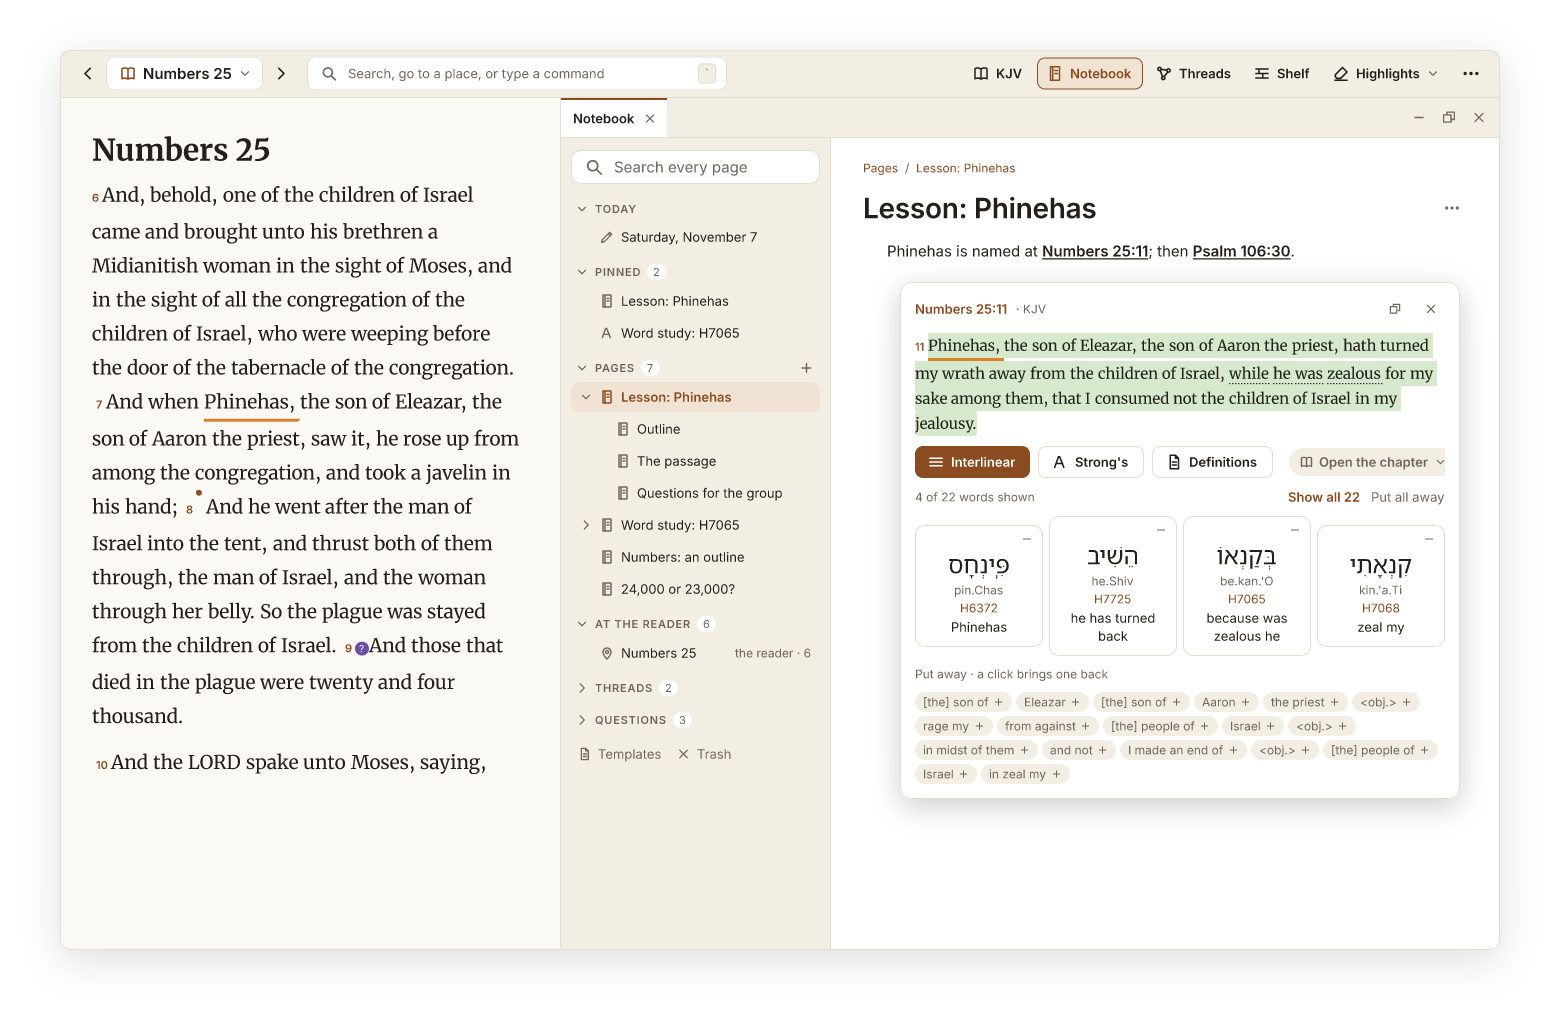 Numbers 25
Search, go to a place, or type a command
`
KJV
Notebook
Threads
Shelf
Highlights
Numbers 25
6 And, behold, one of the children of Israel
came and brought unto his brethren a
Midianitish woman in the sight of Moses, and
in the sight of all the congregation of the
children of Israel, who were weeping before
the door of the tabernacle of the congregation.
7 And when Phinehas, the son of Eleazar, the
son of Aaron the priest, saw it, he rose up from
among the congregation, and took a javelin in
his hand; 8 And he went after the man of
Israel into the tent, and thrust both of them
through, the man of Israel, and the woman
through her belly. So the plague was stayed
from the children of Israel. 9 ? And those that
died in the plague were twenty and four
thousand.
10 And the LORD spake unto Moses, saying,
Notebook
Search every page
TODAY
Saturday, November 7
PINNED 2
Lesson: Phinehas
A Word study: H7065
PAGES 7 +
Lesson: Phinehas
Outline
The passage
Questions for the group
Word study: H7065
Numbers: an outline
24,000 or 23,000?
AT THE READER 6
Numbers 25 the reader · 6
THREADS 2
QUESTIONS 3
Templates
Trash
Pages / Lesson: Phinehas
Lesson: Phinehas
Phinehas is named at Numbers 25:11; then Psalm 106:30.
Numbers 25:11 · KJV
11 Phinehas, the son of Eleazar, the son of Aaron the priest, hath turned
my wrath away from the children of Israel, while he was zealous for my
sake among them, that I consumed not the children of Israel in my
jealousy.
Interlinear
A Strong's
Definitions
Open the chapter
4 of 22 words shown
Show all 22 Put all away
פִּינְחָס
pin.Chas
H6372
Phinehas
הֵשִׁיב
he.Shiv
H7725
he has turned
back
בְּקַנְאוֹ
be.kan.'O
H7065
because was
zealous he
קִנְאָתִי
kin.'a.Ti
H7068
zeal my
Put away · a click brings one back
[the] son of + Eleazar + [the] son of + Aaron + the priest + <obj.> +
rage my + from against + [the] people of + Israel + <obj.> +
in midst of them + and not + I made an end of + <obj.> + [the] people of +
Israel + in zeal my +